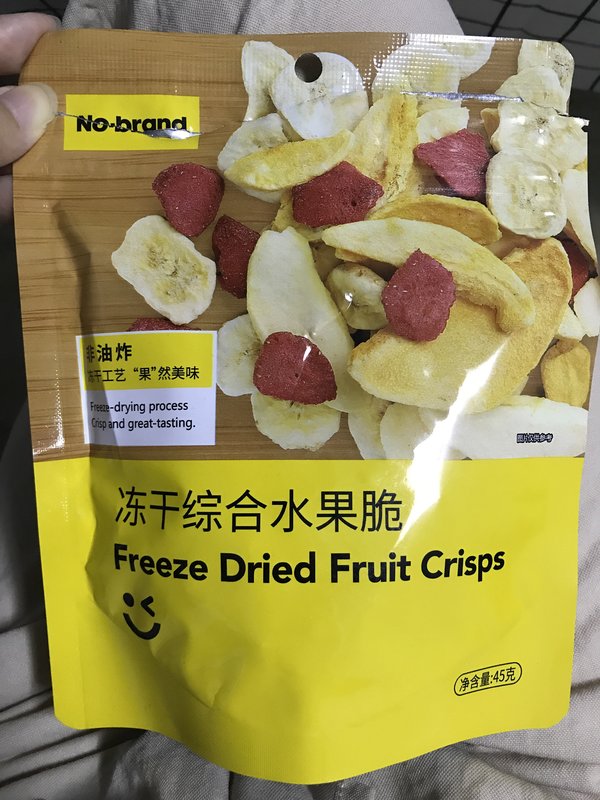 No-brand
非油炸
冻干工艺 “果”然美味
Freeze-drying process
Crisp and great-tasting.
图片仅供参考
冻干综合水果脆
Freeze Dried Fruit Crisps
净含量:45克